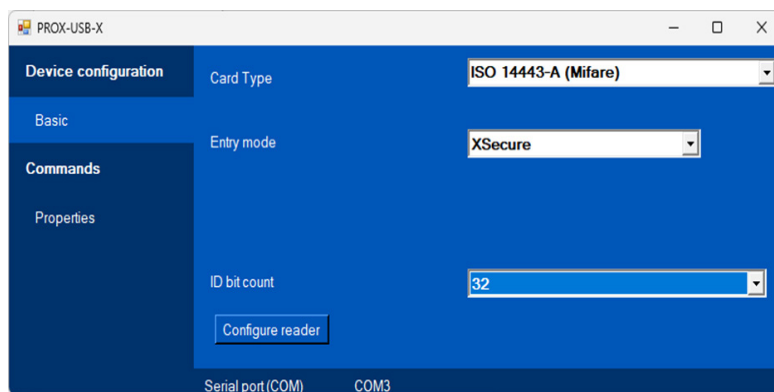 PROX-USB-X
Device configuration
Card Type
ISO 14443-A (Mifare)
Basic
Entry mode
XSecure
Commands
Properties
ID bit count
32
Configure reader
Serial port (COM) COM3